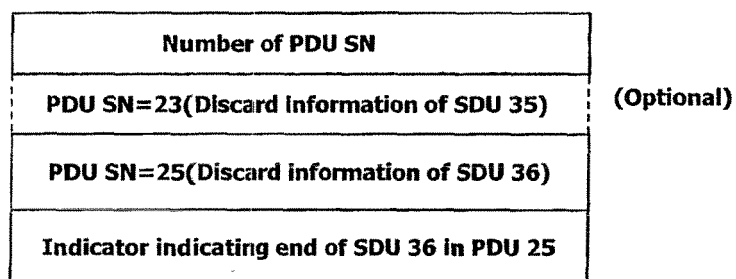 Number of PDU SN
PDU SN=23(Discard Information of SDU 35)
(Optional)
PDU SN=25(Discard information of SDU 36)
Indicator indicating end of SDU 36 in PDU 25